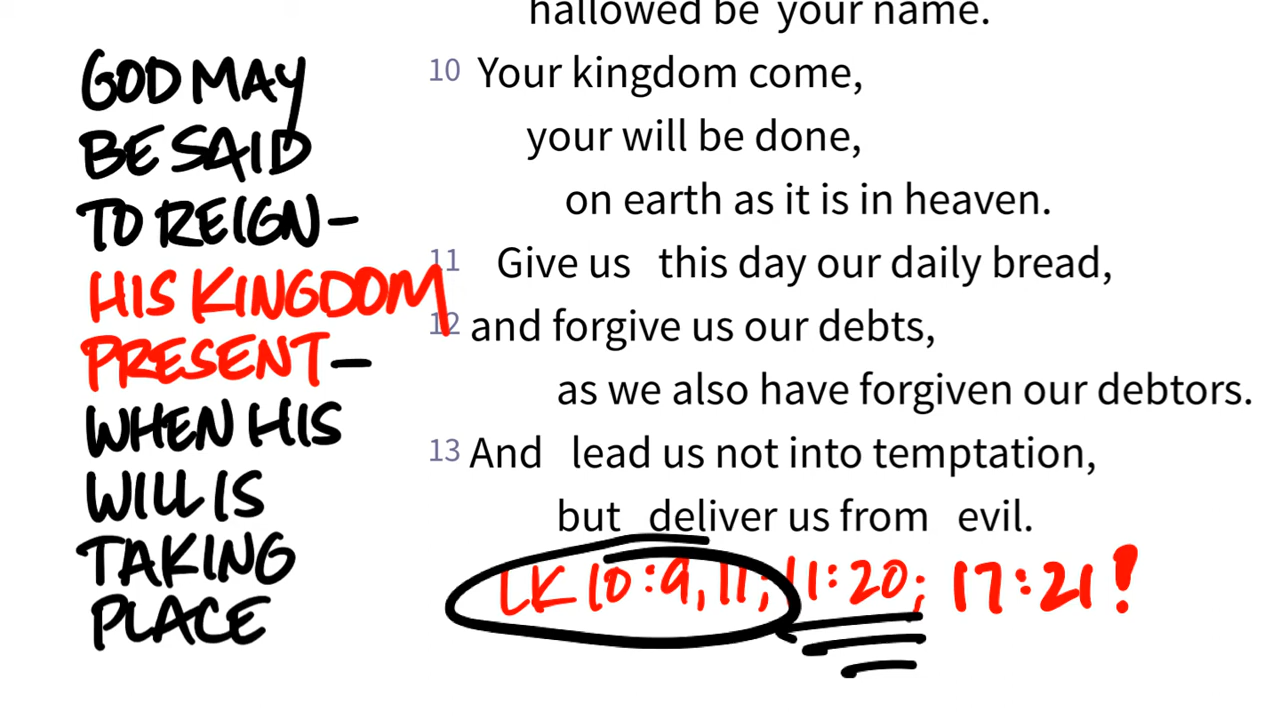 GOD MAY
BE SAID
TO REIGN-
HIS KINGDOM
PRESENT-
WHEN HIS
WILL IS
TAKING
PLACE
hallowed be your name.
10 Your kingdom come,
your will be done,
on earth as it is in heaven.
11 Give us this day our daily bread,
12 and forgive us our debts,
as we also have forgiven our debtors.
13 And lead us not into temptation,
but deliver us from evil.
LK 10:9,11; 11:20; 17:21!